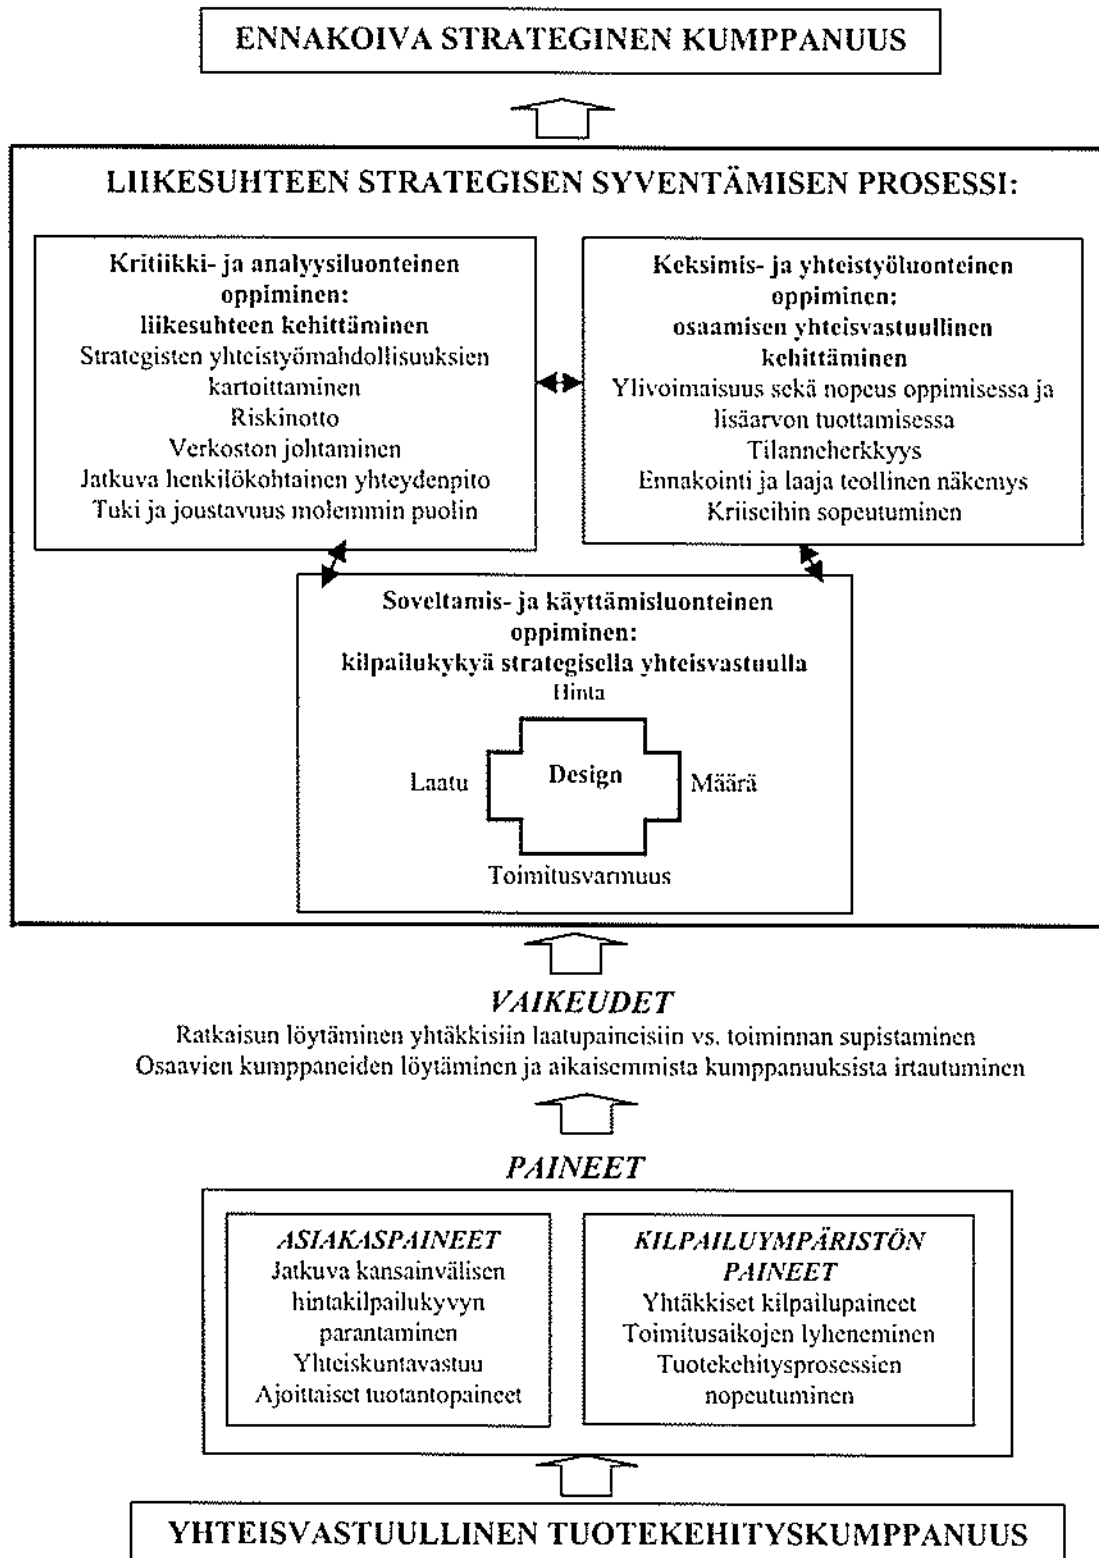 ENNAKOIVA STRATEGINEN KUMPPANUUS
LIIKESUHTEEN STRATEGISEN SYVENTÄMISEN PROSESSI:
Kritiikki- ja analyysiluonteinen
oppiminen:
liikesuhteen kehittäminen
Strategisten yhteistyömahdollisuuksien
kartoittaminen
Riskinotto
Verkoston johtaminen
Jatkuva henkilökohtainen yhteydenpito
Tuki ja joustavuus molemmin puolin
Keksimis- ja yhteistyöluonteinen
oppiminen:
osaamisen yhteisvastuullinen
kehittäminen
Ylivoimaisuus sekä nopeus oppimisessa ja
lisäarvon tuottamisessa
Tilanneherkkyys
Ennakointi ja laaja teollinen näkemys
Kriiseihin sopeutuminen
Soveltamis- ja käyttämisluonteinen
oppiminen:
kilpailukykyä strategisella yhteisvastuulla
Hinta
Laatu
Design
Määrä
Toimitusvarmuus
VAIKEUDET
Ratkaisun löytäminen yhtäkkisiin laatupaineisiin vs. toiminnan supistaminen
Osaavien kumppaneiden löytäminen ja aikaisemmista kumppanuuksista irtautuminen
PAINEET
ASIAKASPAINEET
Jatkuva kansainvälisen
hintakilpailukyvyn
parantaminen
Yhteiskuntavastuu
Ajoittaiset tuotantopaineet
KILPAILUYMPÄRISTÖN
PAINEET
Yhtäkkiset kilpailupaineet
Toimitusaikojen lyheneminen
Tuotekehitysprosessien
nopeutuminen
YHTEISVASTUULLINEN TUOTEKEHITYSKUMPPANUUS